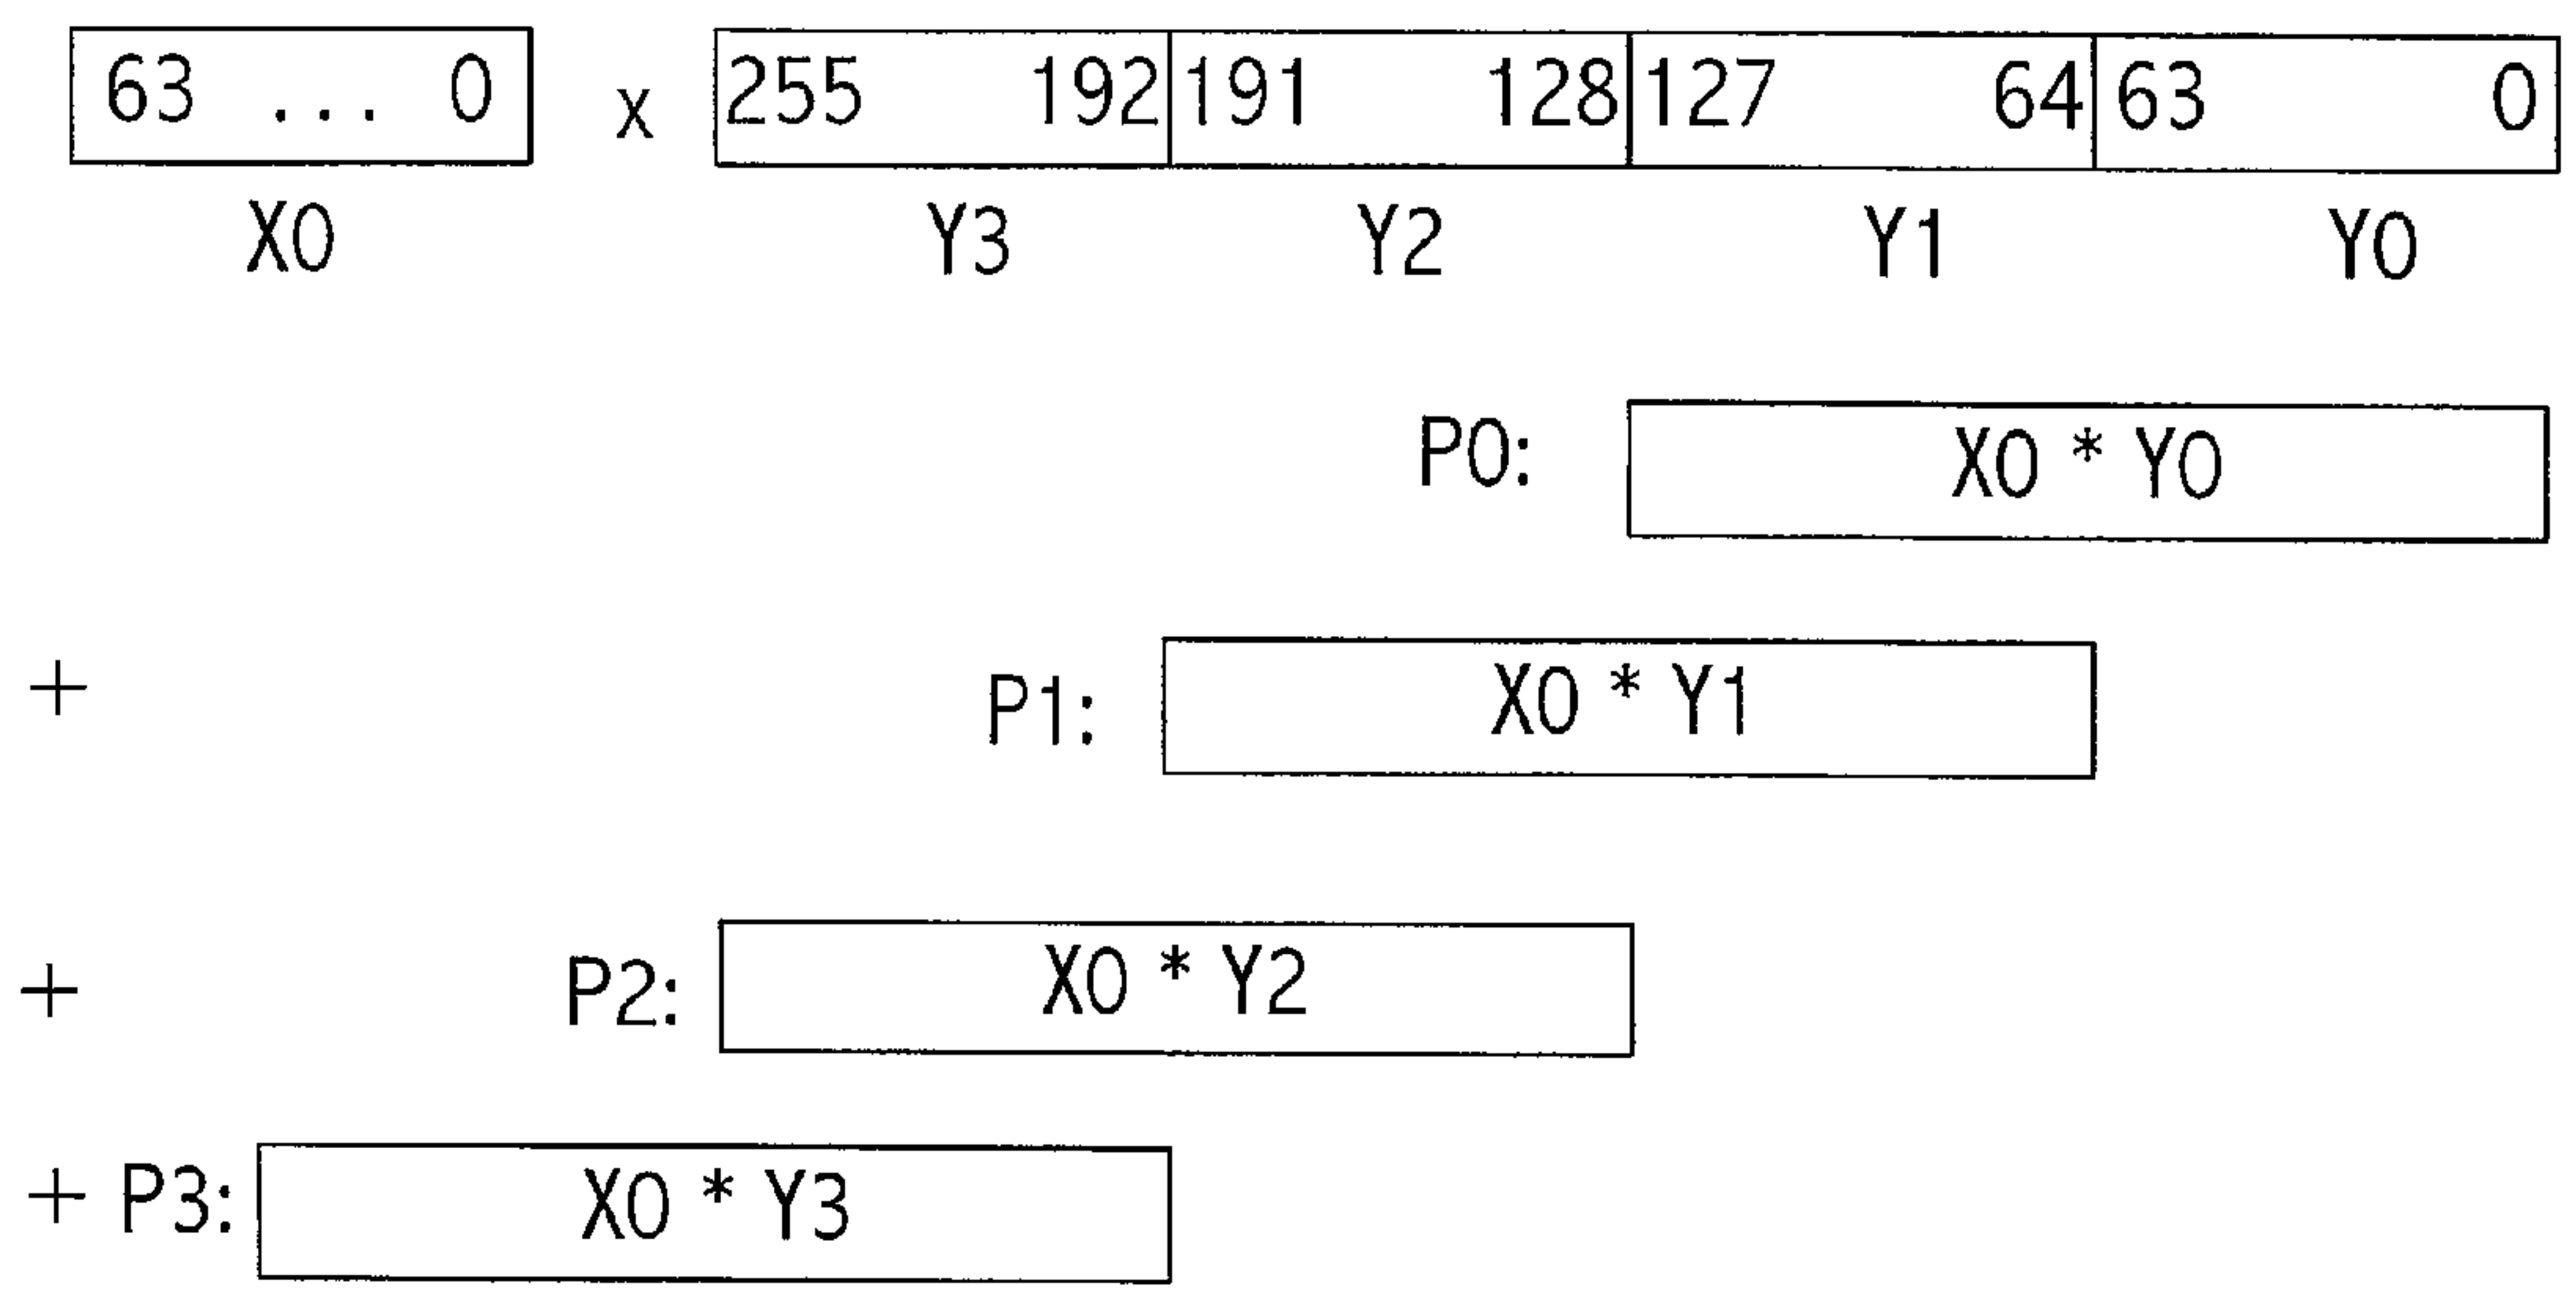 63 ... 0 x 255 192 191 128 127 64 63 0
X0 Y3 Y2 Y1 Y0
P0: X0 * Y0
+ P1: X0 * Y1
+ P2: X0 * Y2
+ P3: X0 * Y3